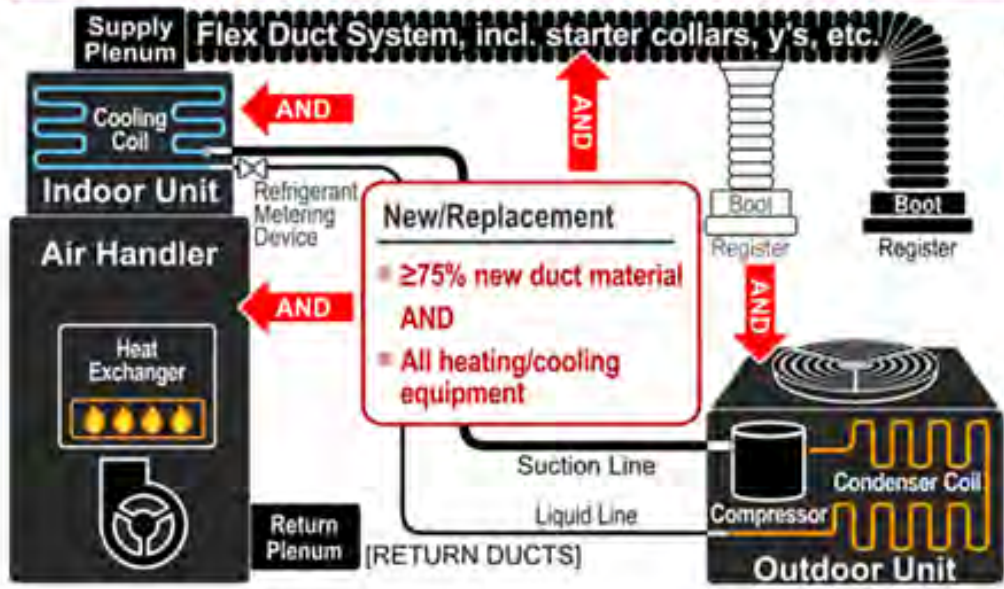 Supply
Plenum
Flex Duct System, incl. starter collars, y's, etc.
AND
AND
Cooling
Coil
Indoor Unit
Refrigerant
Metering
Device
Boot
Register
Boot
Register
New/Replacement
≥75% new duct material
AND
All heating/cooling
equipment
Air Handler
AND
AND
Heat
Exchanger
Suction Line
Liquid Line
Compressor
Condenser Coil
Outdoor Unit
Return
Plenum
[RETURN DUCTS]